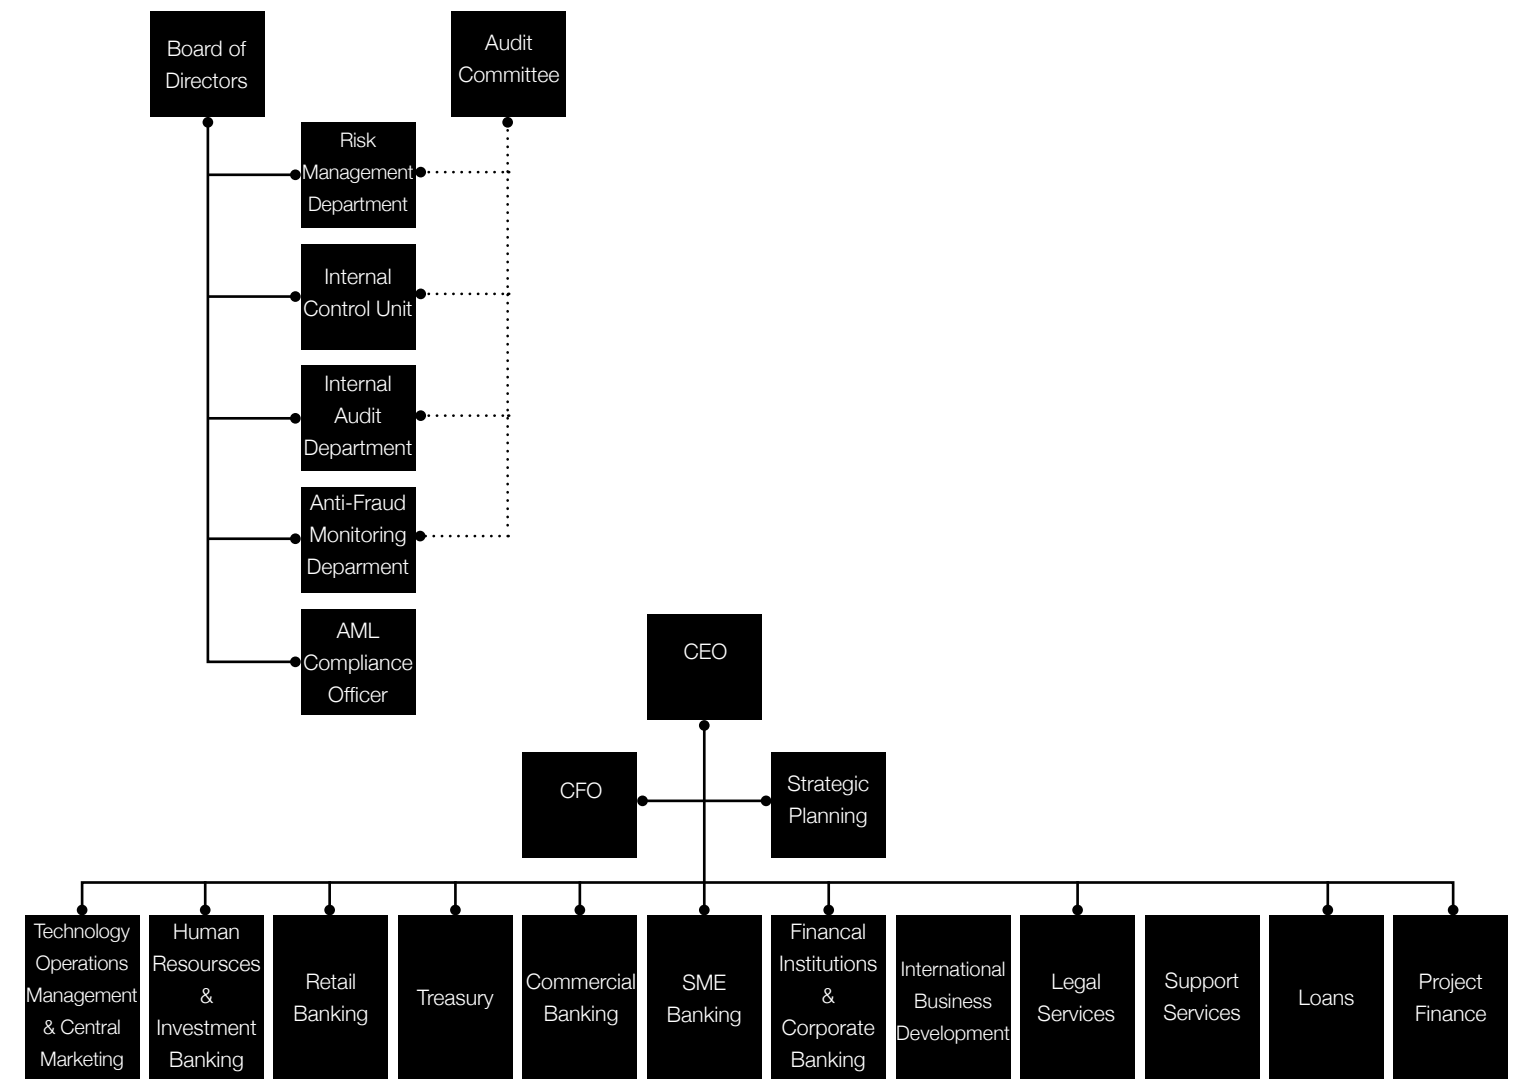 Board of
Directors
Audit
Committee
Risk
Management
Department
Internal
Control Unit
Internal
Audit
Department
Anti-Fraud
Monitoring
Deparment
AML
Compliance
Officer
CEO
CFO
Strategic
Planning
Technology
Operations
Management
& Central
Marketing
Human
Resoursces
&
Investment
Banking
Retail
Banking
Treasury
Commercial
Banking
SME
Banking
Financal
Institutions
&
Corporate
Banking
International
Business
Development
Legal
Services
Support
Services
Loans
Project
Finance